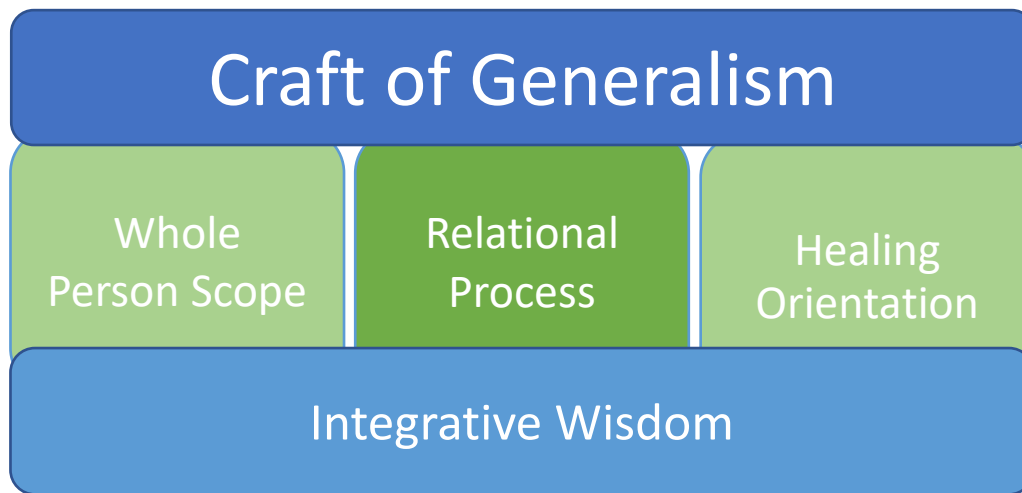 Craft of Generalism
Whole
Person Scope
Relational
Process
Healing
Orientation
Integrative Wisdom